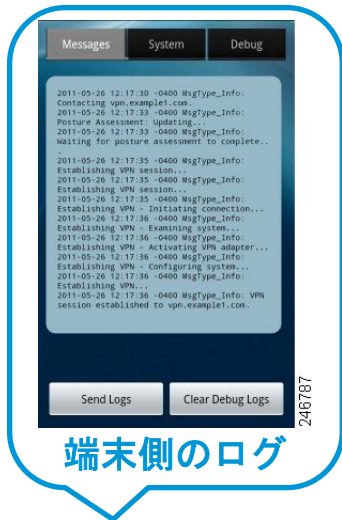 Messages System Debug
2011-05-26 12:17:30 -0400 MsgType_Info:
Contacting vpn.example1.com.
2011-05-26 12:17:33 -0400 MsgType_Info:
Posture Assessment: Updating...
2011-05-26 12:17:33 -0400 MsgType_Info:
Waiting for posture assessment to complete..
.
2011-05-26 12:17:35 -0400 MsgType_Info:
Establishing VPN session...
2011-05-26 12:17:35 -0400 MsgType_Info:
Establishing VPN session...
2011-05-26 12:17:35 -0400 MsgType_Info:
Establishing VPN - Initiating connection...
2011-05-26 12:17:36 -0400 MsgType_Info:
Establishing VPN - Examining system...
2011-05-26 12:17:36 -0400 MsgType_Info:
Establishing VPN - Activating VPN adapter...
2011-05-26 12:17:36 -0400 MsgType_Info:
Establishing VPN - Configuring system...
2011-05-26 12:17:36 -0400 MsgType_Info:
Establishing VPN...
2011-05-26 12:17:36 -0400 MsgType_Info: VPN
session established to vpn.example1.com.
Send Logs Clear Debug Logs
246787
端末側のログ